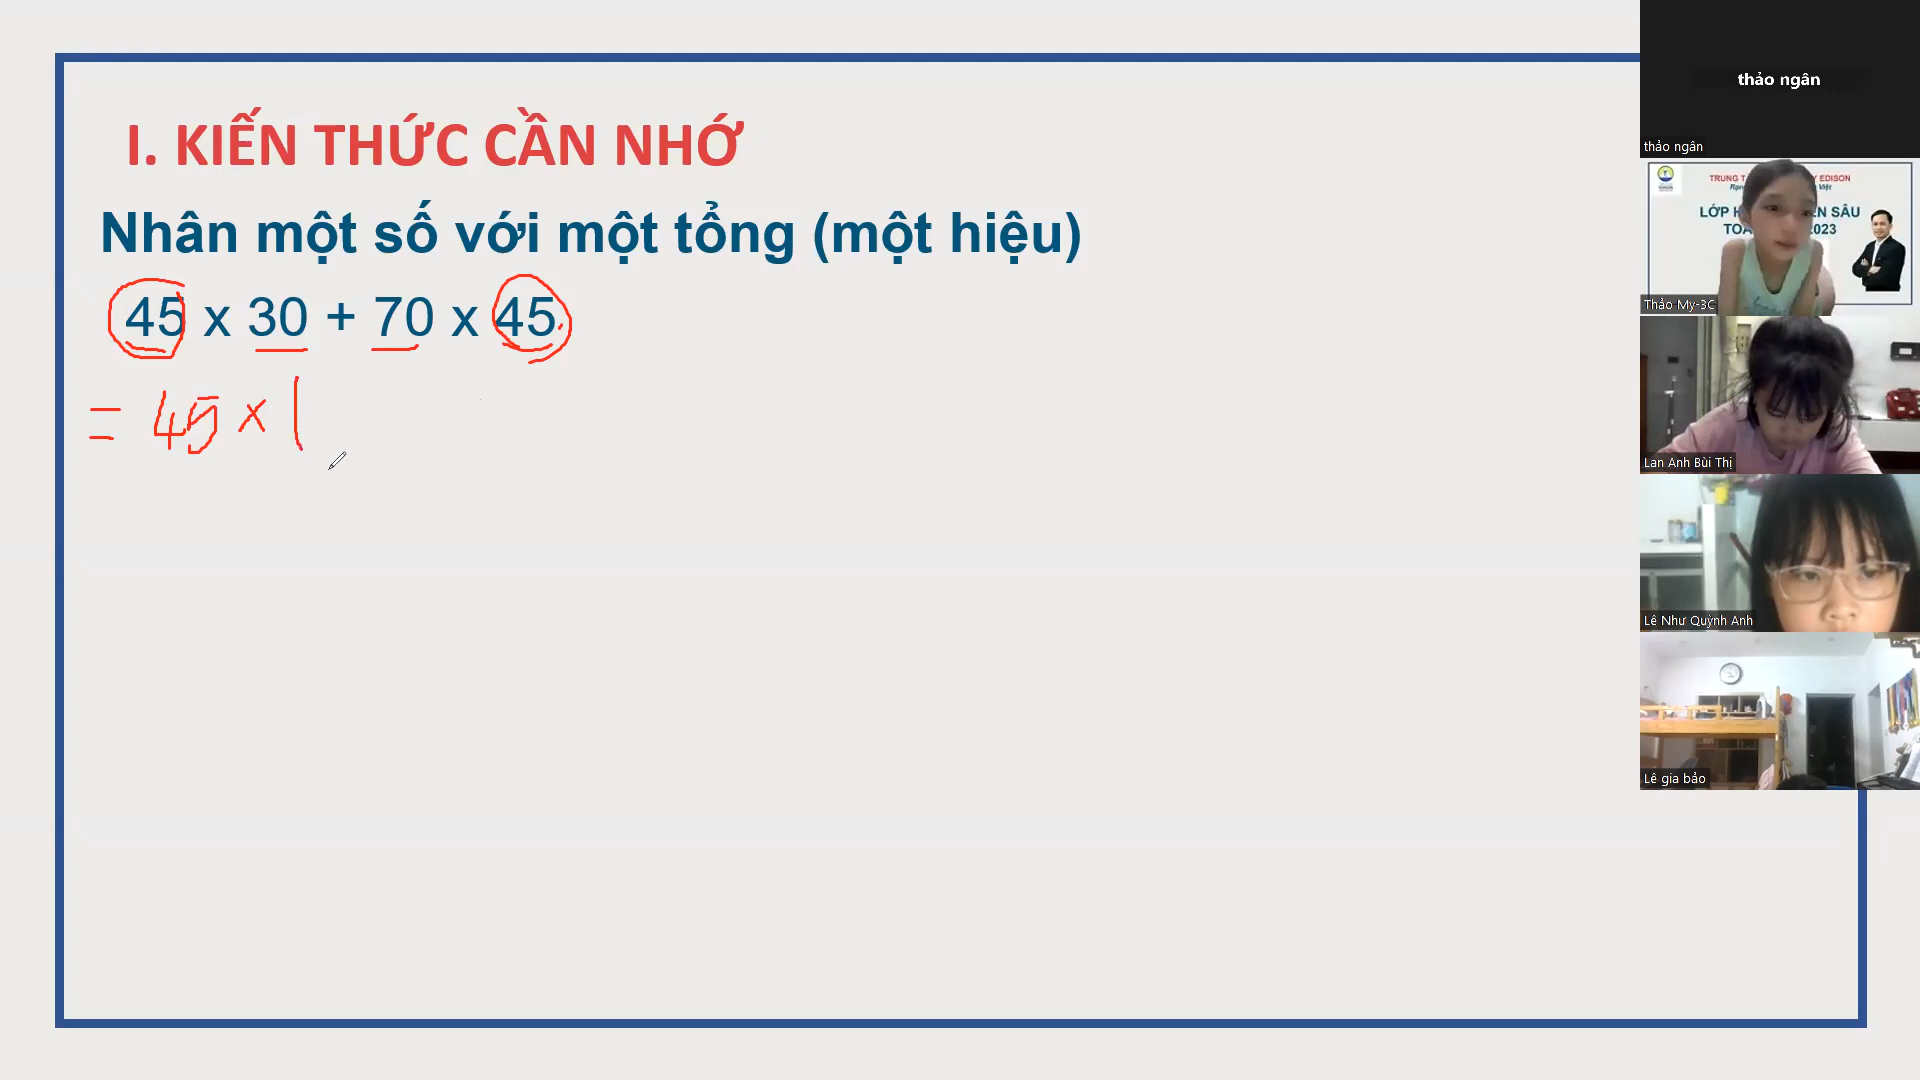 I. KIẾN THỨC CẦN NHỚ
Nhân một số với một tổng (một hiệu)
45 x 30 + 70 x 45
= 45 x 1
thảo ngân
thảo ngân
Thảo My-3C
Lan Anh Bùi Thị
Lê Như Quỳnh Anh
Lê gia bảo